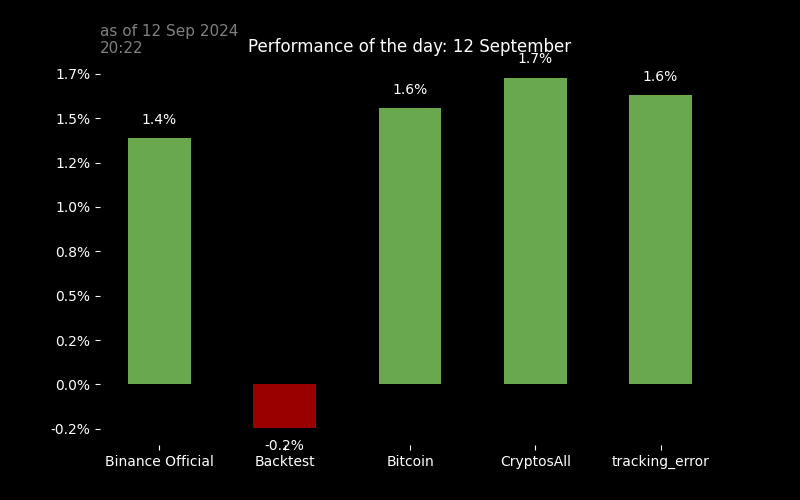 as of 12 Sep 2024
20:22
Performance of the day: 12 September
1.7%
1.5%
1.2%
1.0%
0.8%
0.5%
0.2%
0.0%
-0.2%
1.4%
-0.2%
1.6%
1.7%
1.6%
Binance Official
Backtest
Bitcoin
CryptosAll
tracking_error